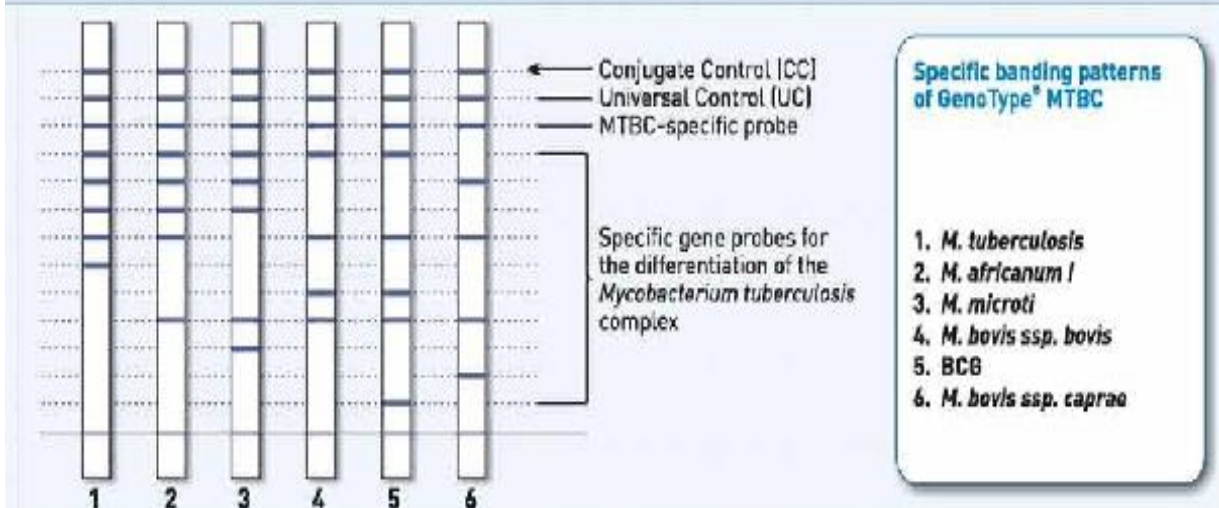 Conjugate Control (CC)
Universal Control (UC)
MTBC-specific probe
Specific gene probes for
the differentiation of the
Mycobacterium tuberculosis
complex
1 2 3 4 5 6
Specific banding patterns
of GenoType® MTBC
1. M. tuberculosis
2. M. africanum I
3. M. microti
4. M. bovis ssp. bovis
5. BCG
6. M. bovis ssp. caprae